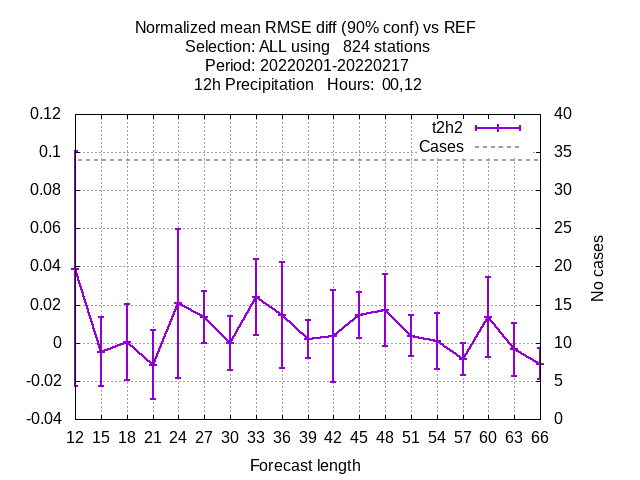 Normalized mean RMSE diff (90% conf) vs REF
Selection: ALL using   824 stations
Period: 20220201-20220217
12h Precipitation   Hours:  00,12
0.12
0.1
0.08
0.06
0.04
0.02
0
-0.02
-0.04
t2h2
Cases
40
35
30
25
20
15
10
5
0
No cases
12 15 18 21 24 27 30 33 36 39 42 45 48 51 54 57 60 63 66
Forecast length